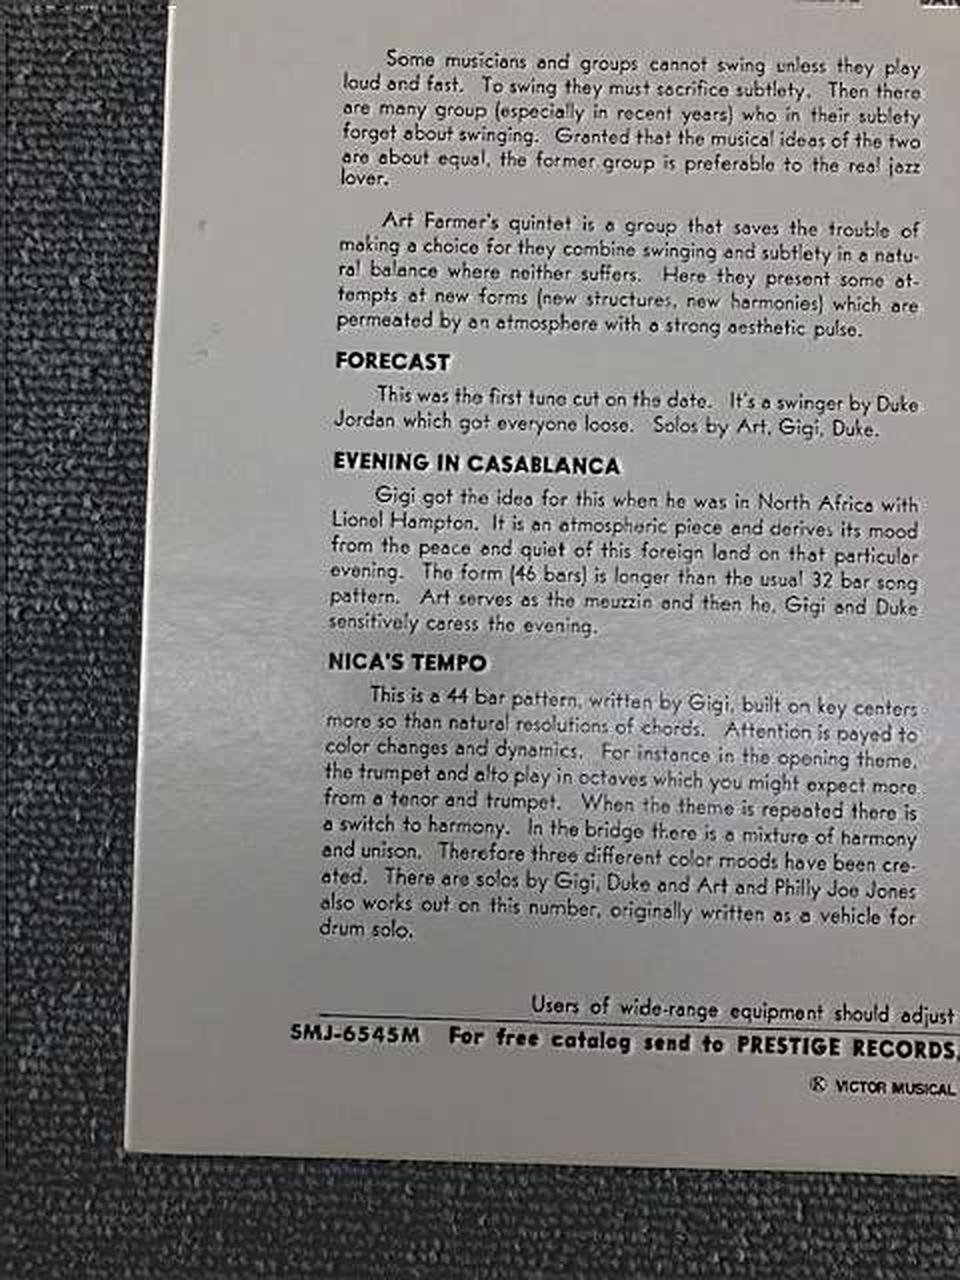 Some musicians and groups cannot swing unless they play
loud and fast. To swing they must sacrifice subtlety. Then there
are many group (especially in recent years) who in their sublety
forget about swinging. Granted that the musical ideas of the two
are about equal, the former group is preferable to the real jazz
lover.
Art Farmer's quintet is a group that saves the trouble of
making a choice for they combine swinging and subtlety in a natu-
ral balance where neither suffers. Here they present some at-
tempts at new forms (new structures, new harmonies) which are
permeated by an atmosphere with a strong aesthetic pulse.
FORECAST
This was the first tune cut on the date. It's a swinger by Duke
Jordan which got everyone loose. Solos by Art, Gigi, Duke.
EVENING IN CASABLANCA
Gigi got the idea for this when he was in North Africa with
Lionel Hampton. It is an atmospheric piece and derives its mood
from the peace and quiet of this foreign land on that particular
evening. The form (46 bars) is longer than the usual 32 bar song
pattern. Art serves as the meuzzin and then he, Gigi and Duke
sensitively caress the evening.
NICA'S TEMPO
This is a 44 bar pattern, written by Gigi, built on key centers
more so than natural resolutions of chords. Attention is payed to
color changes and dynamics. For instance in the opening theme,
the trumpet and alto play in octaves which you might expect more
from a tenor and trumpet. When the theme is repeated there is
a switch to harmony. In the bridge there is a mixture of harmony
and unison. Therefore three different color moods have been cre-
ated. There are solos by Gigi, Duke and Art and Philly Joe Jones
also works out on this number, originally written as a vehicle for
drum solo.
Users of wide-range equipment should adjust
SMJ-6545M For free catalog send to PRESTIGE RECORDS,
Ⓚ VICTOR MUSICAL